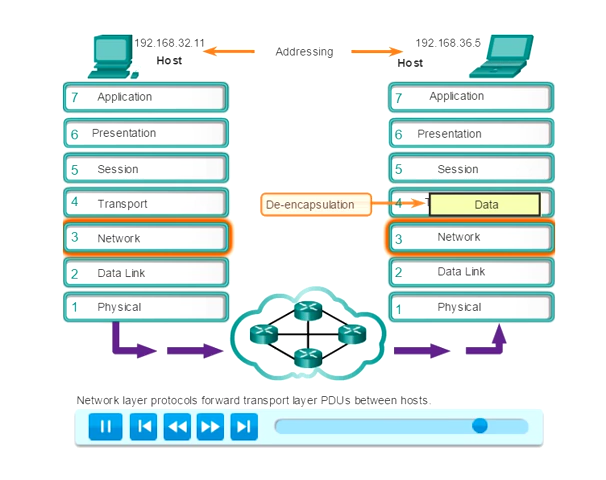 192.168.32.11
Host
Addressing
192.168.36.5
Host
7 Application
6 Presentation
5 Session
4 Transport
3 Network
2 Data Link
1 Physical
De-encapsulation
7 Application
6 Presentation
5 Session
4 T
Data
3 Network
2 Data Link
1 Physical
Network layer protocols forward transport layer PDUs between hosts.